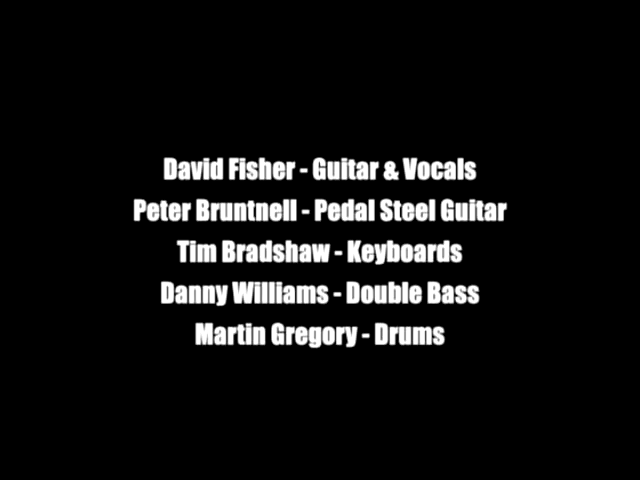 David Fisher - Guitar & Vocals
Peter Bruntnell - Pedal Steel Guitar
Tim Bradshaw - Keyboards
Danny Williams - Double Bass
Martin Gregory - Drums